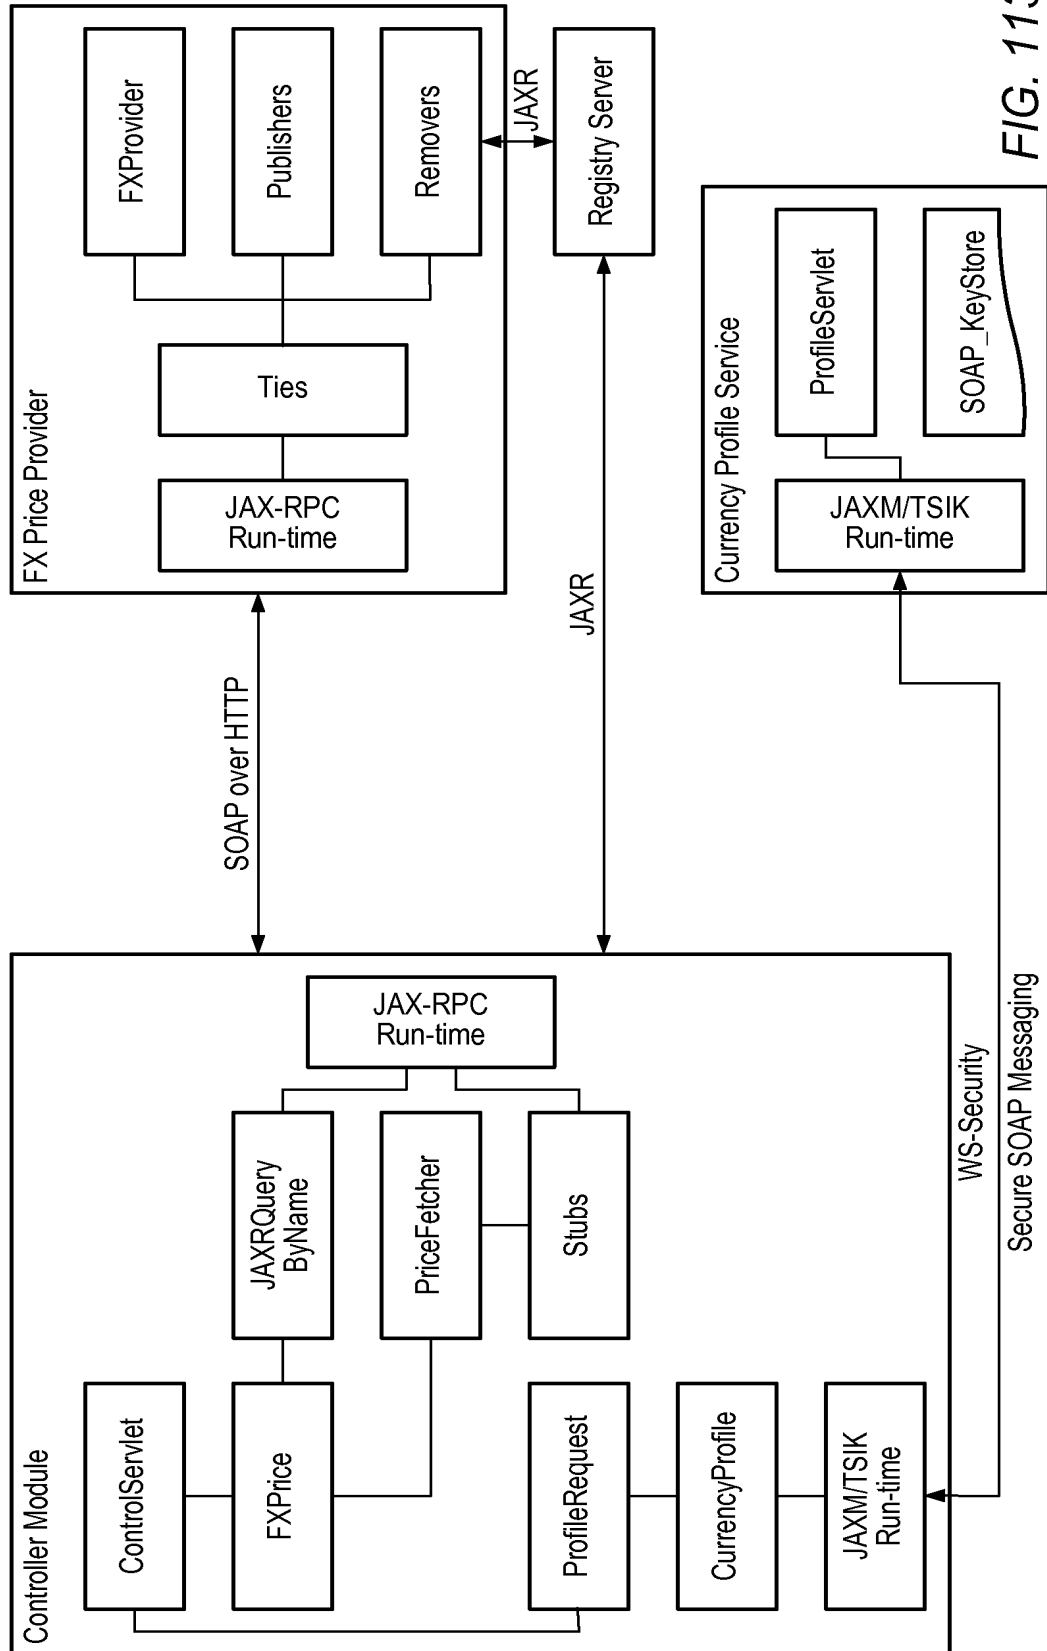 Controller Module
ControlServlet
FXPrice
JAXRQuery
ByName
PriceFetcher
Stubs
JAX-RPC
Run-time
ProfileRequest
CurrencyProfile
JAXM/TSIK
Run-time
SOAP over HTTP
JAXR
WS-Security
Secure SOAP Messaging
FX Price Provider
JAX-RPC
Run-time
Ties
FXProvider
Publishers
Removers
JAXR
Registry Server
Currency Profile Service
JAXM/TSIK
Run-time
ProfileServlet
SOAP_KeyStore
FIG. 113